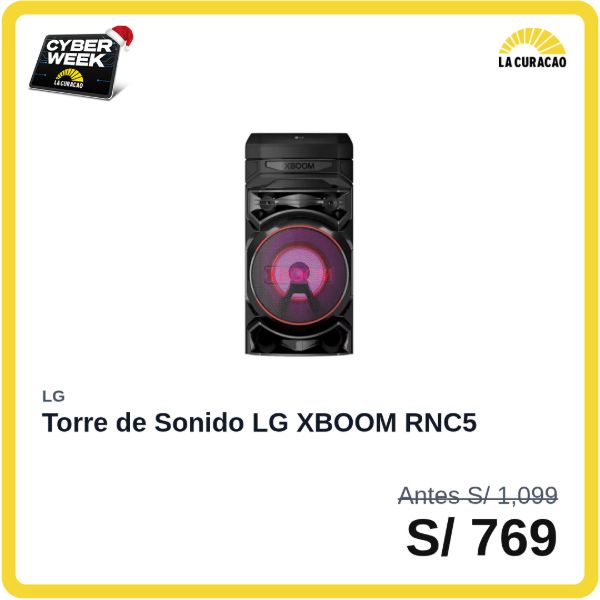 CYBER
WEEK
LA CURACAO
LA CURACAO
XBOOM
LG
Torre de Sonido LG XBOOM RNC5
Antes S/ 1,099
S/ 769